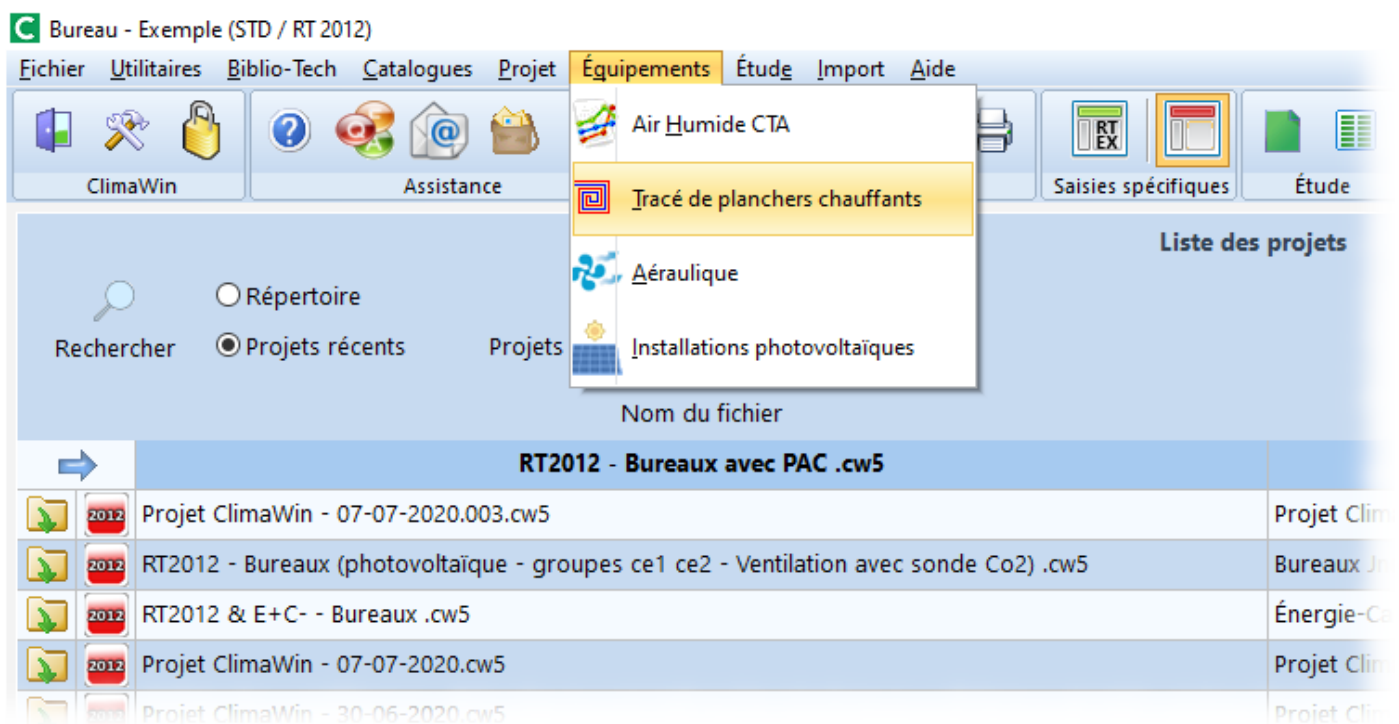 Bureau - Exemple (STD / RT 2012)
Fichier Utilitaires Biblio-Tech Catalogues Projet Équipements Étude Import Aide
Air Humide CTA
RT EX
ClimaWin Assistance Saisies spécifiques Étude
Tracé de planchers chauffants
Liste des projets
Aéraulique
Répertoire
Rechercher Projets récents Projets
Installations photovoltaïques
Nom du fichier
RT2012 - Bureaux avec PAC .cw5
2012 Projet ClimaWin - 07-07-2020.003.cw5 Projet
2012 RT2012 - Bureaux (photovoltaïque - groupes ce1 ce2 - Ventilation avec sonde Co2) .cw5 Bureaux
2012 RT2012 & E+C- - Bureaux .cw5
2012 Projet ClimaWin - 07-07-2020.cw5 Projet
Projet ClimaWin - 30-06-2020.cw5 Projet